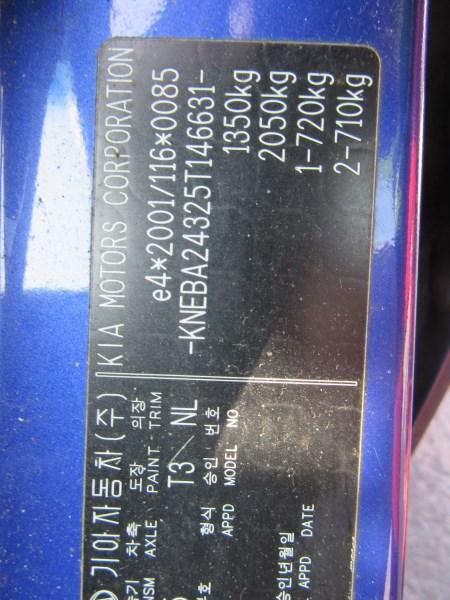 기아자동차(주) KIA MOTORS CORPORATION
e4*2001/116*0085
-KNEBA24325T146631-
1350kg
2050kg
1-720kg
2-710kg
차축 도장 의장
AXLE PAINT TRIM
T3 NL
형식 승인 번호
APPD MODEL NO
승인년월일
APPD DATE